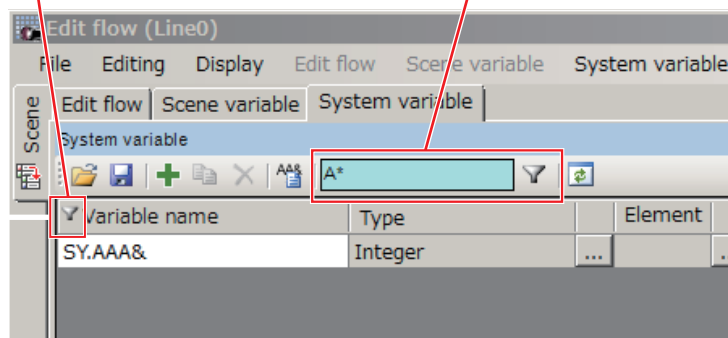 Edit flow (Line0)
File Editing Display Edit flow Scene variable System variable
Scene
Edit flow Scene variable System variable
System variable
AA& A*
Variable name Type Element
SY.AAA& Integer ... ...